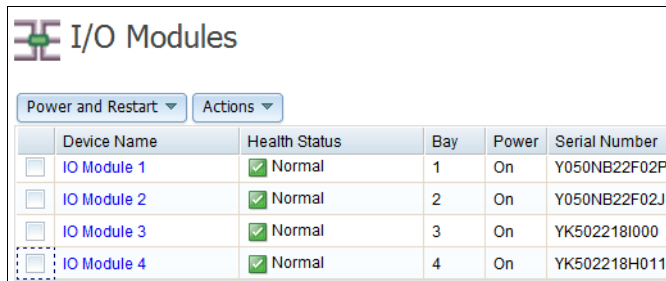 I/O Modules
Power and Restart Actions
Device Name Health Status Bay Power Serial Number
IO Module 1 Normal 1 On Y050NB22F02P
IO Module 2 Normal 2 On Y050NB22F02J
IO Module 3 Normal 3 On YK502218I000
IO Module 4 Normal 4 On YK502218H011